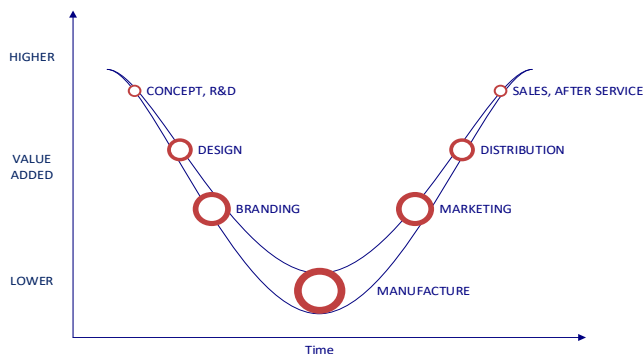 HIGHER
CONCEPT, R&D
SALES, AFTER SERVICE
DESIGN
DISTRIBUTION
VALUE
ADDED
BRANDING
MARKETING
LOWER
MANUFACTURE
Time